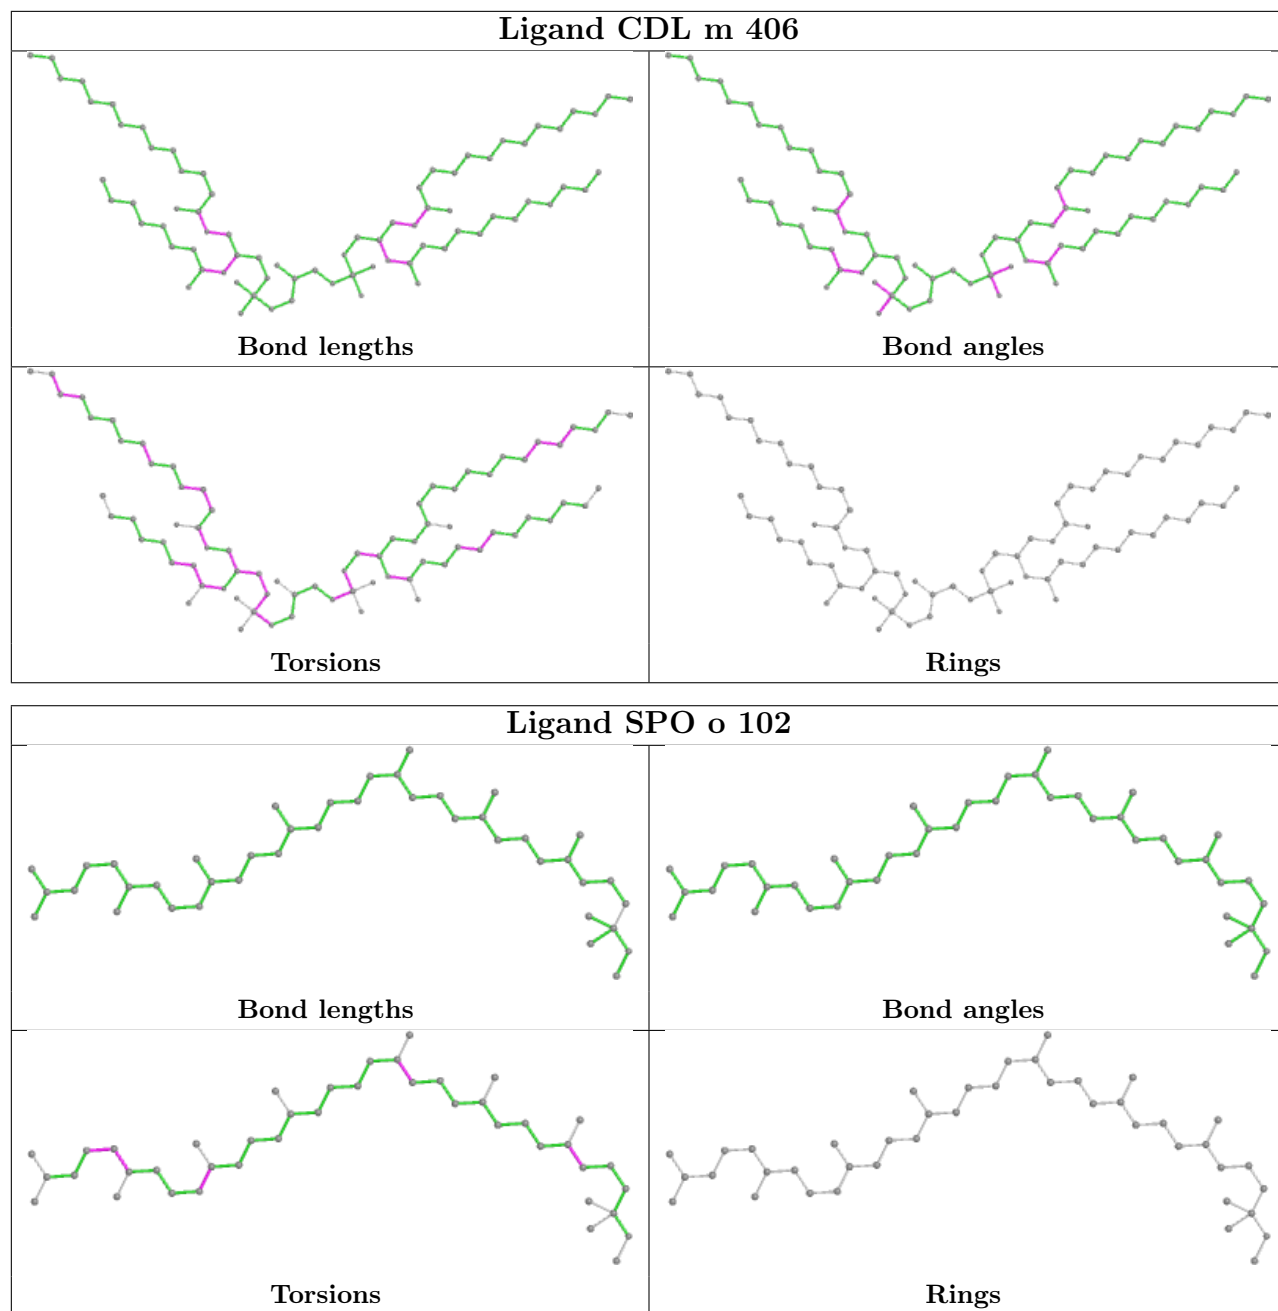 Ligand CDL m 406
Bond lengths
Bond angles
Torsions
Rings
Ligand SPO o 102
Bond lengths
Bond angles
Torsions
Rings